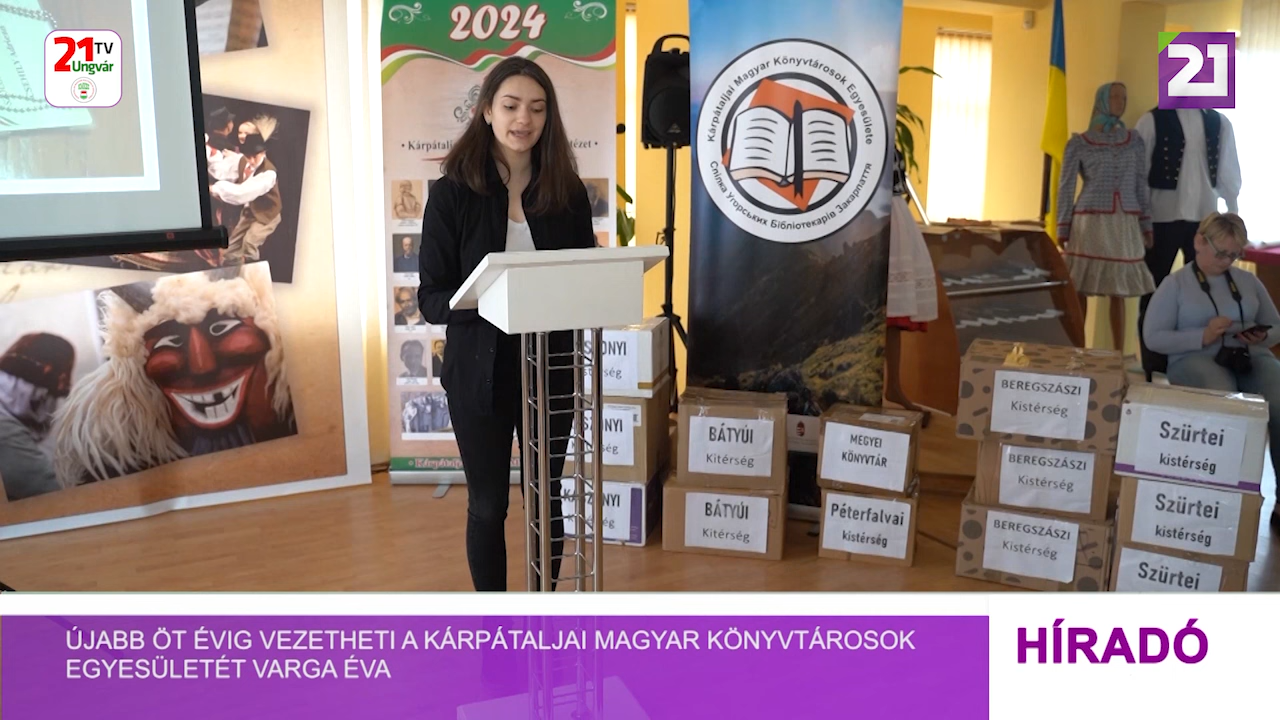 21 TV
Ungvár
2024
21
Kárpátaljai Magyar Könyvtárosok Egyesülete
Спілка Угорських Бібліотекарів Закарпаття
BÁTYÚI
Kitérség
BÁTYÚI
Kitérség
MEGYEI
KÖNYVTÁR
Péterfalvai
kistérség
BEREGSZÁSZI
Kistérség
BEREGSZÁSZI
Kistérség
BEREGSZÁSZI
Kistérség
Szürtei
kistérség
Szürtei
kistérség
Szürtei
ÚJABB ÖT ÉVIG VEZETHETI A KÁRPÁTALJAI MAGYAR KÖNYVTÁROSOK
EGYESÜLETÉT VARGA ÉVA
HÍRADÓ